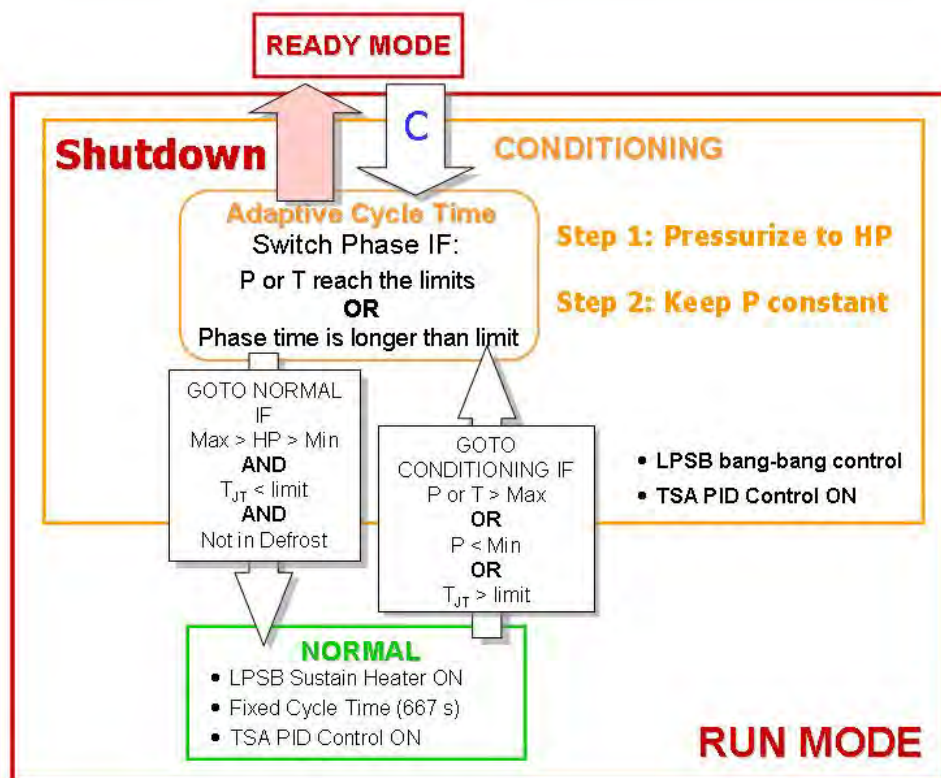 READY MODE
C
Shutdown
CONDITIONING
Adaptive Cycle Time
Switch Phase IF:
P or T reach the limits
OR
Phase time is longer than limit
Step 1: Pressurize to HP
Step 2: Keep P constant
GOTO NORMAL
IF
Max > HP > Min
AND
T_JT < limit
AND
Not in Defrost
GOTO
CONDITIONING IF
P or T > Max
OR
P < Min
OR
T_JT > limit
• LPSB bang-bang control
• TSA PID Control ON
NORMAL
• LPSB Sustain Heater ON
• Fixed Cycle Time (667 s)
• TSA PID Control ON
RUN MODE